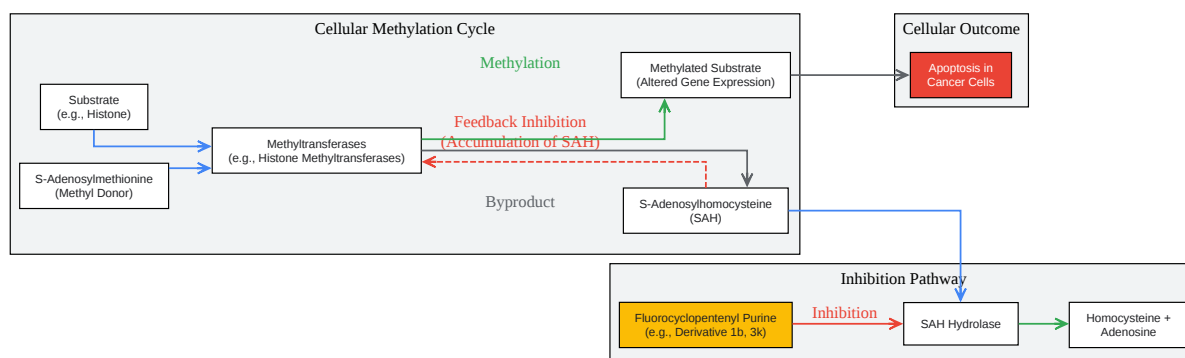 Cellular Methylation Cycle
Cellular Outcome
Methylation
Methylated Substrate
(Altered Gene Expression)
Apoptosis in
Cancer Cells
Substrate
(e.g., Histone)
Feedback Inhibition
(Accumulation of SAH)
Methyltransferases
(e.g., Histone Methyltransferases)
S-Adenosylmethionine
(Methyl Donor)
Byproduct
S-Adenosylhomocysteine
(SAH)
Inhibition Pathway
Fluorocyclopentenyl Purine
(e.g., Derivative 1b, 3k)
Inhibition
SAH Hydrolase
Homocysteine +
Adenosine